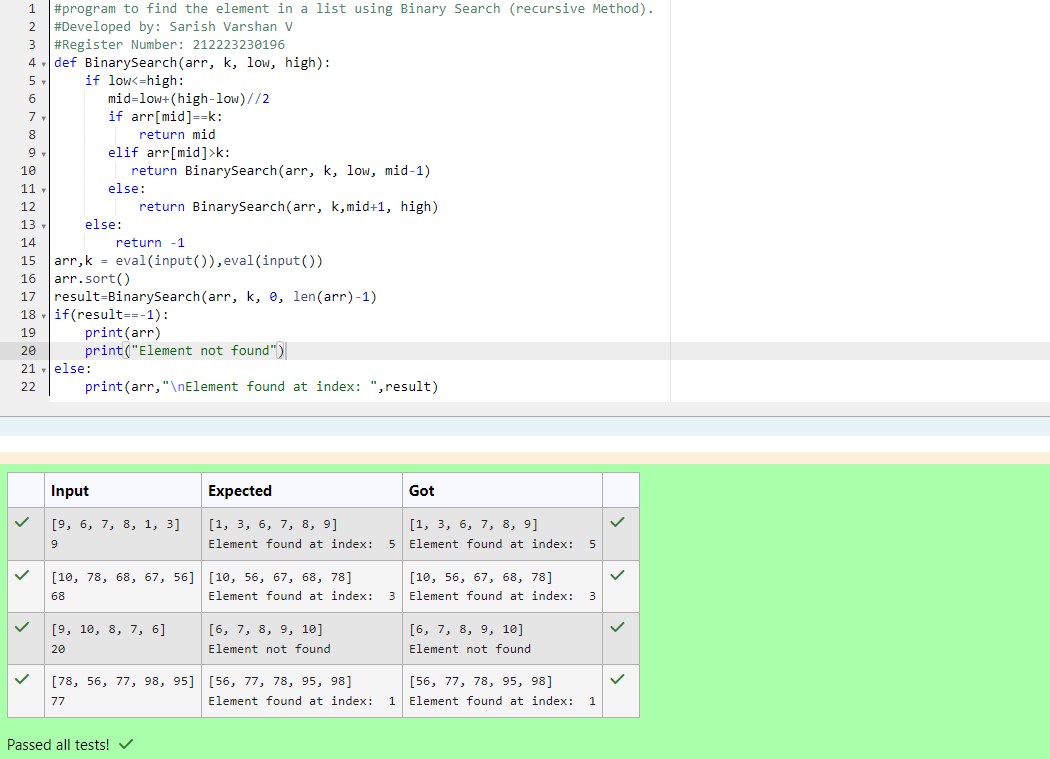 1 #program to find the element in a list using Binary Search (recursive Method).
2 #Developed by: Sarish Varshan V
3 #Register Number: 212223230196
4 def BinarySearch(arr, k, low, high):
5     if low<=high:
6        mid=low+(high-low)//2
7        if arr[mid]==k:
8            return mid
9        elif arr[mid]>k:
10           return BinarySearch(arr, k, low, mid-1)
11        else:
12            return BinarySearch(arr, k,mid+1, high)
13     else:
14         return -1
15 arr,k = eval(input()),eval(input())
16 arr.sort()
17 result=BinarySearch(arr, k, 0, len(arr)-1)
18 if(result==-1):
19     print(arr)
20     print("Element not found")
21 else:
22     print(arr,"\nElement found at index: ",result)
Input Expected Got
[9, 6, 7, 8, 1, 3] [1, 3, 6, 7, 8, 9] [1, 3, 6, 7, 8, 9]
9 Element found at index:  5 Element found at index:  5
[10, 78, 68, 67, 56] [10, 56, 67, 68, 78] [10, 56, 67, 68, 78]
68 Element found at index:  3 Element found at index:  3
[9, 10, 8, 7, 6] [6, 7, 8, 9, 10] [6, 7, 8, 9, 10]
20 Element not found Element not found
[78, 56, 77, 98, 95] [56, 77, 78, 95, 98] [56, 77, 78, 95, 98]
77 Element found at index:  1 Element found at index:  1
Passed all tests!